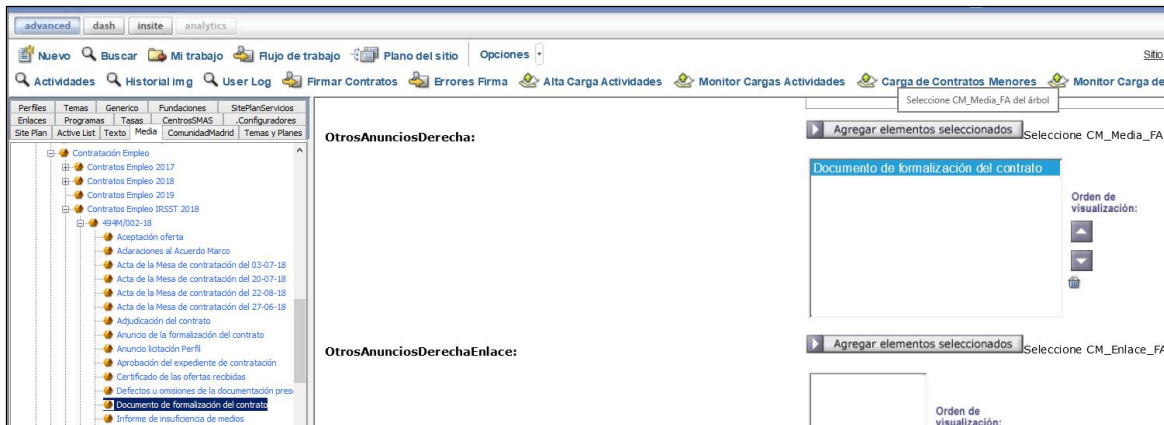 advanced dash insite analytics
Nuevo Buscar Mi trabajo Flujo de trabajo Plano del sitio Opciones Sitio
Actividades Historial img User Log Firmar Contratos Errores Firma Alta Carga Actividades Monitor Cargas Actividades Carga de Contratos Menores Monitor Carga de
Seleccione CM_Media_FA del árbol
Perfiles Temas Generico Fundaciones SitePlanServicios
Enlaces Programas Tasas CentrosSMAS .Configuradores
Site Plan Active List Texto Media ComunidadMadrid Temas y Planes
Contratación Empleo
Contratos Empleo 2017
Contratos Empleo 2018
Contratos Empleo 2019
Contratos Empleo IRSST 2018
494M/002-18
Aceptación oferta
Aclaraciones al Acuerdo Marco
Acta de la Mesa de contratación del 03-07-18
Acta de la Mesa de contratación del 20-07-18
Acta de la Mesa de contratación del 22-08-18
Acta de la Mesa de contratación del 27-06-18
Adjudicación del contrato
Anuncio de la formalización del contrato
Anuncio licitación Perfil
Aprobación del expediente de contratación
Certificado de las ofertas recibidas
Defectos u omisiones de la documentación prese
Documento de formalización del contrato
Informe de insuficiencia de medios
OtrosAnunciosDerecha:
Agregar elementos seleccionados Seleccione CM_Media_FA
Documento de formalización del contrato
Orden de
visualización:
OtrosAnunciosDerechaEnlace:
Agregar elementos seleccionados Seleccione CM_Enlace_FA
Orden de
visualización: